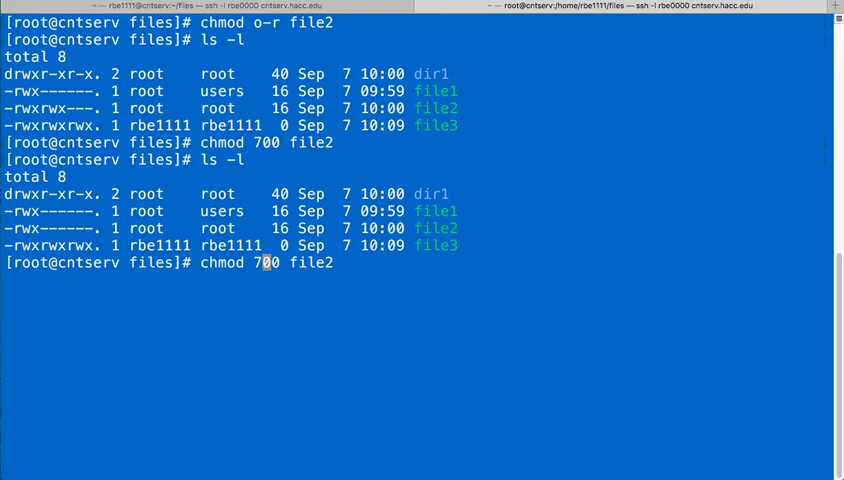 ~ — rbe1111@cntserv:~/files — ssh -l rbe0000 cntserv.hacc.edu
~ — root@cntserv:/home/rbe1111/files — ssh -l rbe0000 cntserv.hacc.edu
[root@cntserv files]# chmod o-r file2
[root@cntserv files]# ls -l
total 8
drwxr-xr-x. 2 root    root    40 Sep  7 10:00 dir1
-rwx------. 1 root    users   16 Sep  7 09:59 file1
-rwxrwx---. 1 root    root    16 Sep  7 10:00 file2
-rwxrwxrwx. 1 rbe1111 rbe1111  0 Sep  7 10:09 file3
[root@cntserv files]# chmod 700 file2
[root@cntserv files]# ls -l
total 8
drwxr-xr-x. 2 root    root    40 Sep  7 10:00 dir1
-rwx------. 1 root    users   16 Sep  7 09:59 file1
-rwx------. 1 root    root    16 Sep  7 10:00 file2
-rwxrwxrwx. 1 rbe1111 rbe1111  0 Sep  7 10:09 file3
[root@cntserv files]# chmod 700 file2